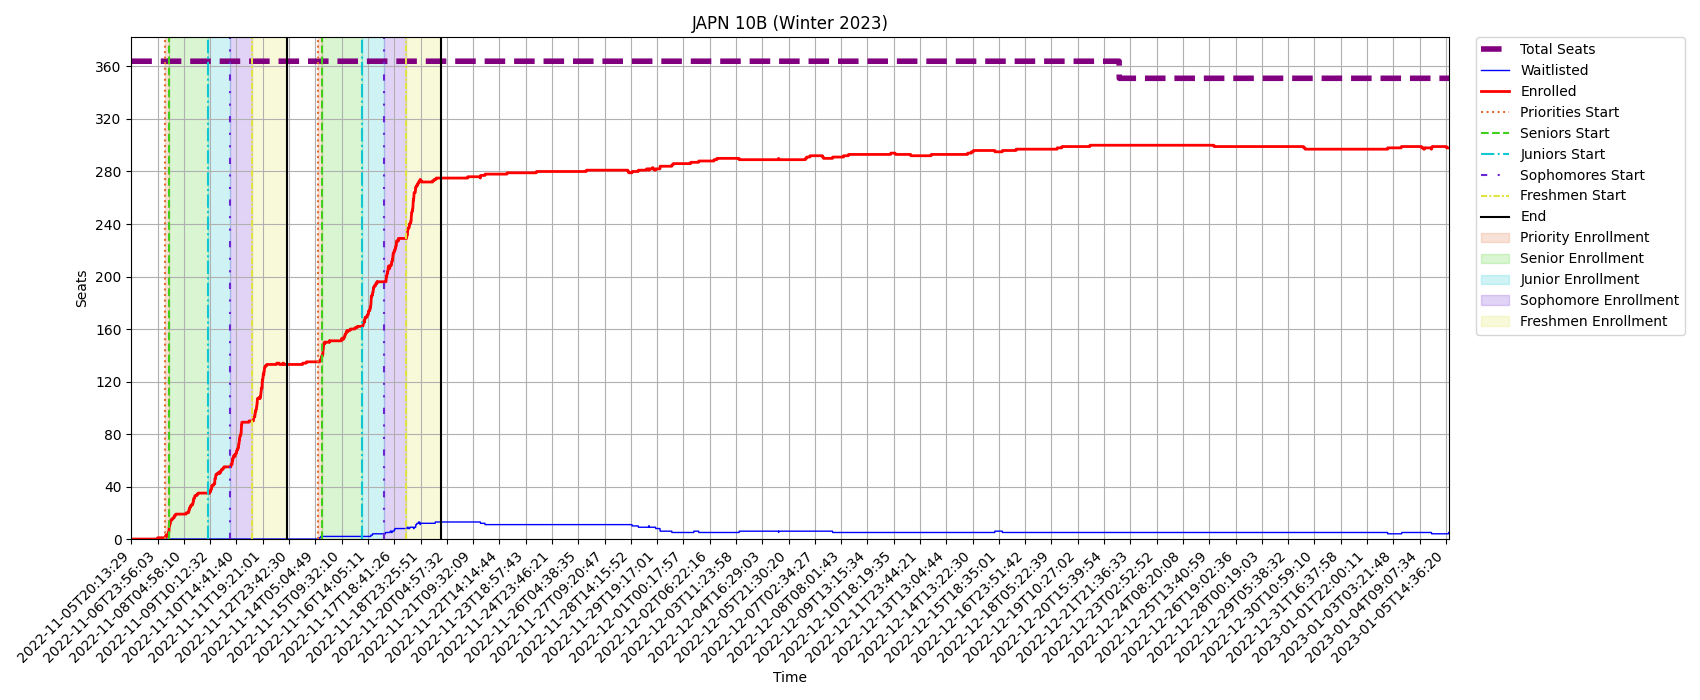 JAPN 10B (Winter 2023)
Seats
360
320
280
240
200
160
120
80
40
0
2022-11-05T20:13:29
2022-11-06T23:56:03
2022-11-08T04:58:10
2022-11-09T10:12:32
2022-11-10T14:41:40
2022-11-11T19:21:01
2022-11-12T23:42:30
2022-11-14T05:04:49
2022-11-15T09:32:10
2022-11-16T14:05:11
2022-11-17T18:41:26
2022-11-18T23:25:51
2022-11-20T04:57:32
2022-11-21T09:32:09
2022-11-22T14:14:44
2022-11-23T18:57:43
2022-11-24T23:46:21
2022-11-26T04:38:35
2022-11-27T09:20:47
2022-11-28T14:15:52
2022-11-29T19:17:01
2022-12-01T00:17:57
2022-12-02T06:22:16
2022-12-03T11:23:58
2022-12-04T16:29:03
2022-12-05T21:30:20
2022-12-07T02:34:27
2022-12-08T08:01:43
2022-12-09T13:15:34
2022-12-10T18:19:35
2022-12-11T23:44:21
2022-12-13T13:04:44
2022-12-14T13:22:30
2022-12-15T18:35:01
2022-12-16T23:51:42
2022-12-18T05:22:39
2022-12-19T10:27:02
2022-12-20T15:39:54
2022-12-21T21:36:33
2022-12-23T02:52:52
2022-12-24T08:20:08
2022-12-25T13:40:59
2022-12-26T19:02:36
2022-12-28T00:19:03
2022-12-29T05:38:32
2022-12-30T10:59:10
2022-12-31T16:37:58
2023-01-01T22:00:11
2023-01-03T03:21:48
2023-01-04T09:07:34
2023-01-05T14:36:20
Time
Total Seats
Waitlisted
Enrolled
Priorities Start
Seniors Start
Juniors Start
Sophomores Start
Freshmen Start
End
Priority Enrollment
Senior Enrollment
Junior Enrollment
Sophomore Enrollment
Freshmen Enrollment